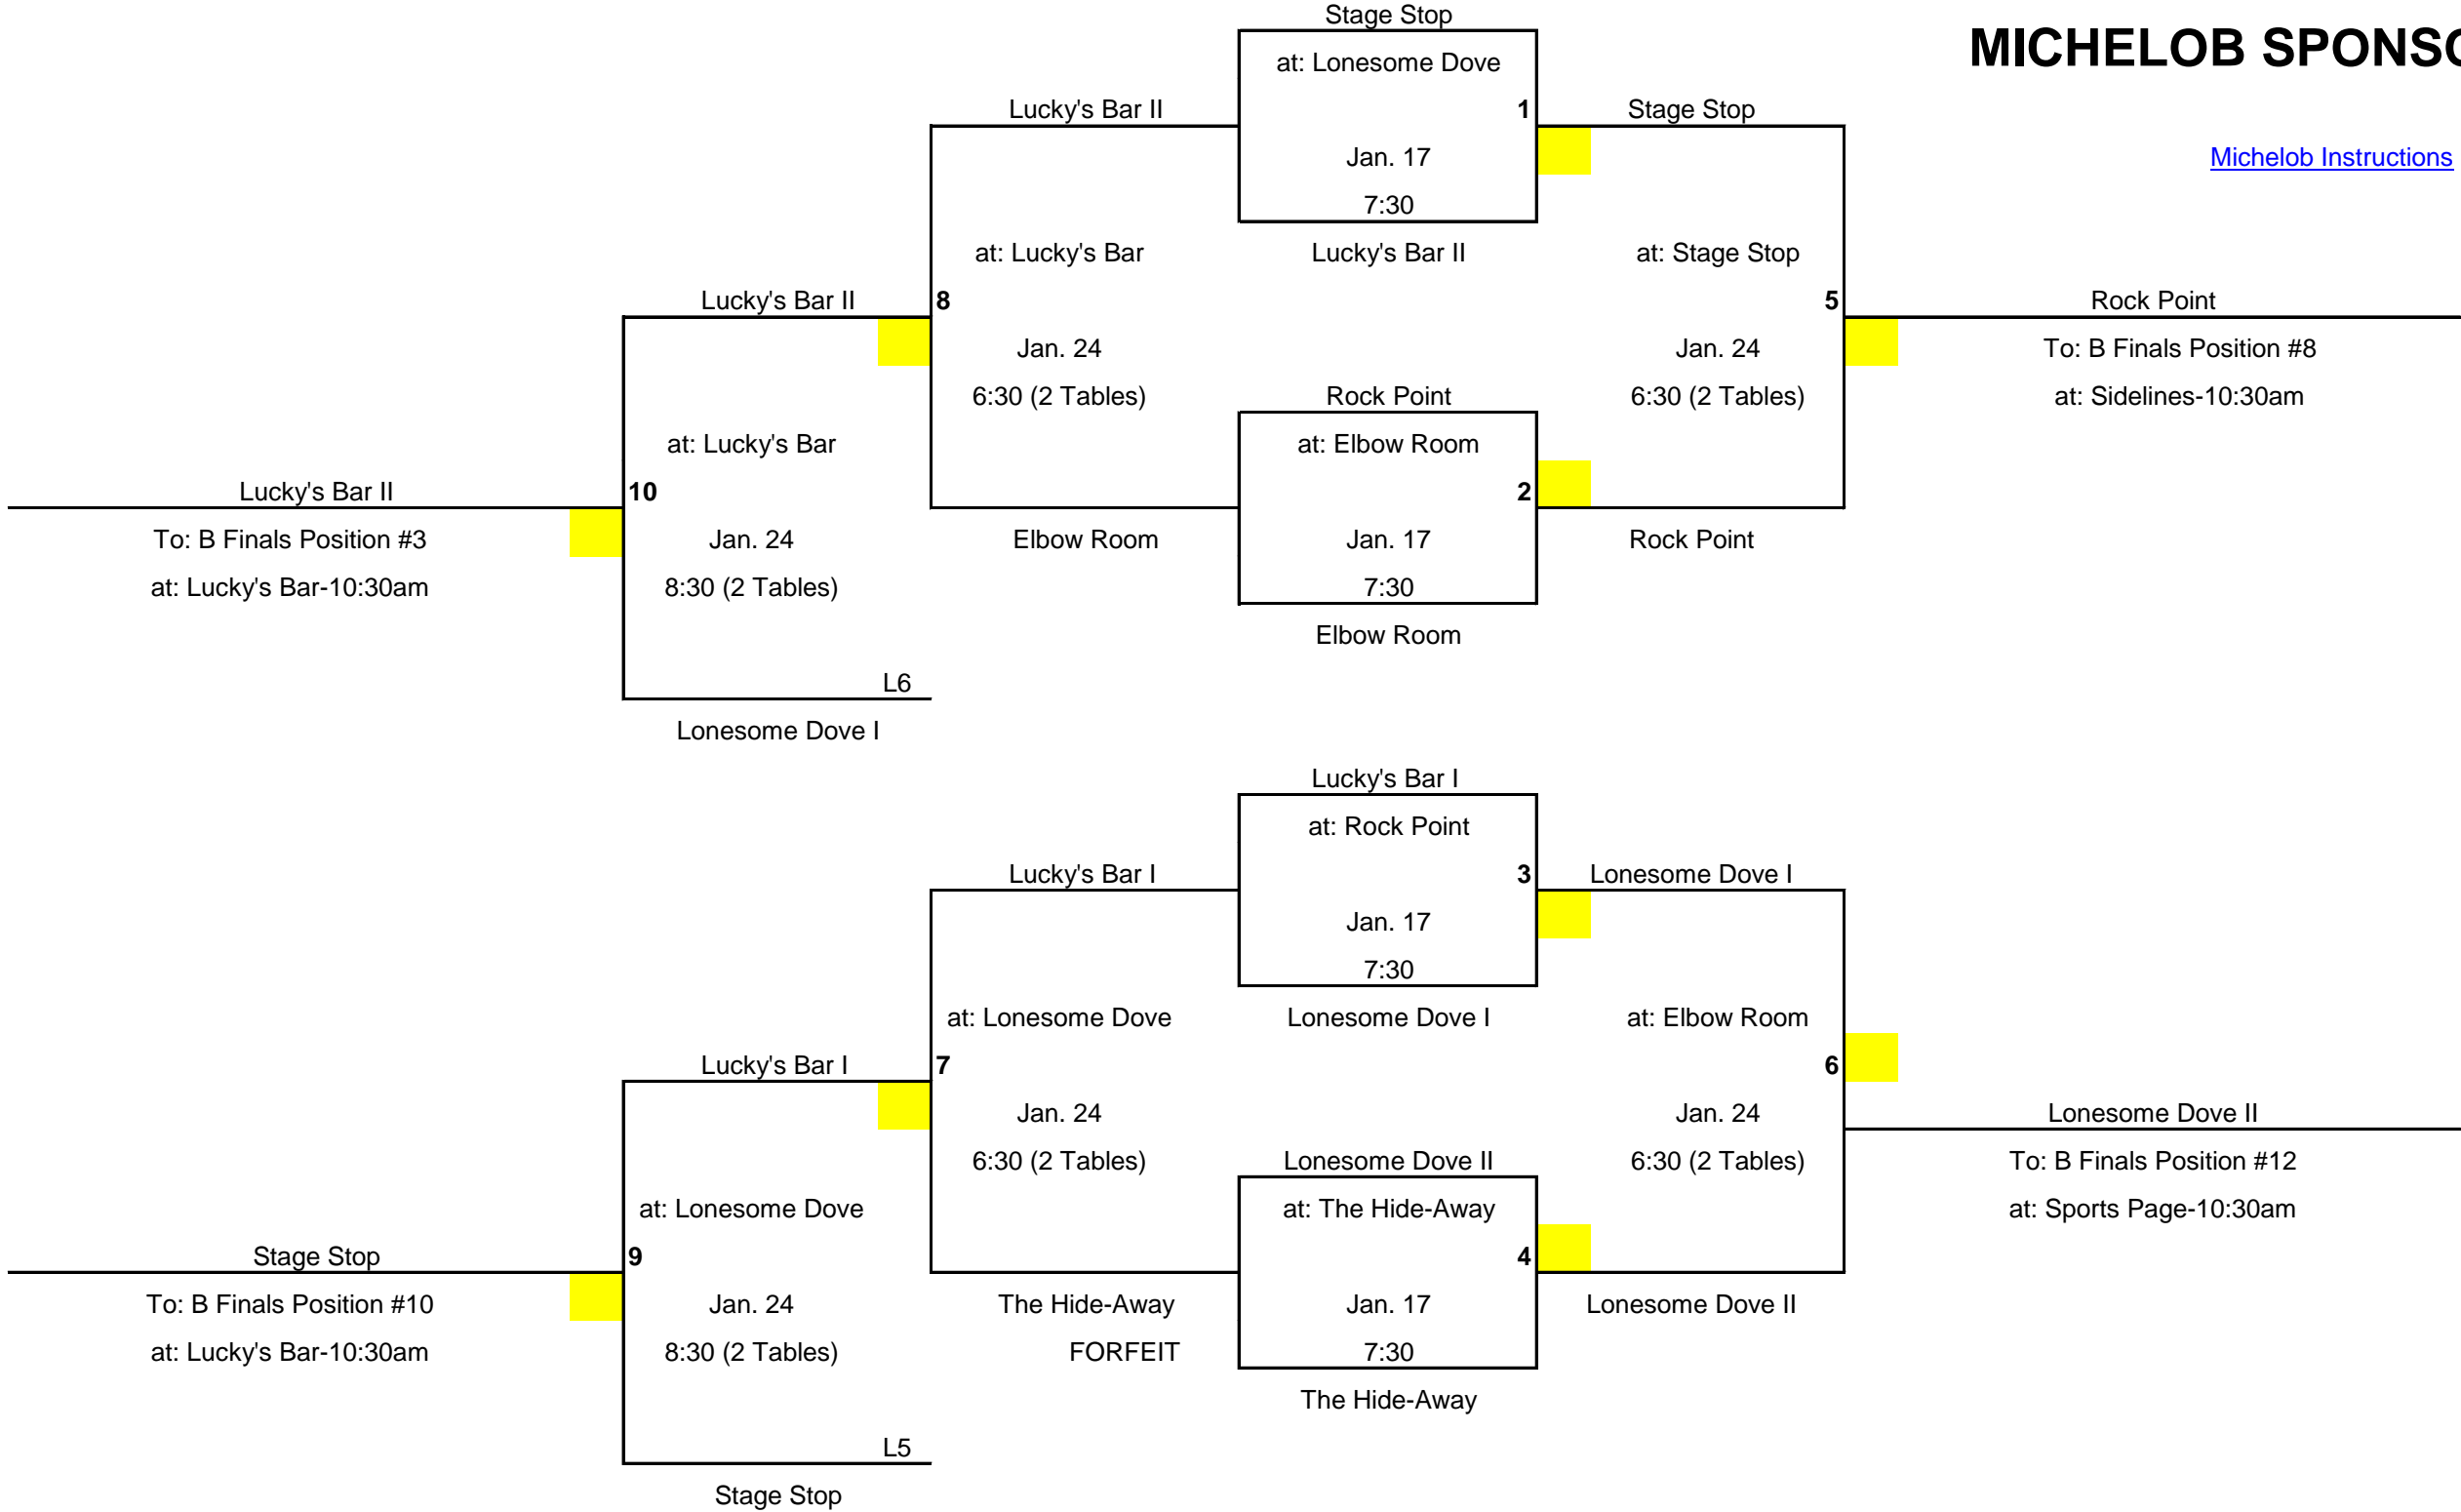 Stage Stop
MICHELOB SPONSO
at: Lonesome Dove
Lucky's Bar II
1
Stage Stop
Jan. 17
Michelob Instructions
7:30
at: Lucky's Bar
Lucky's Bar II
at: Stage Stop
Lucky's Bar II
8
5
Rock Point
Jan. 24
Jan. 24
To: B Finals Position #8
6:30 (2 Tables)
Rock Point
6:30 (2 Tables)
at: Sidelines-10:30am
at: Lucky's Bar
at: Elbow Room
Lucky's Bar II
10
2
To: B Finals Position #3
Jan. 24
Elbow Room
Jan. 17
Rock Point
at: Lucky's Bar-10:30am
8:30 (2 Tables)
7:30
Elbow Room
L6
Lonesome Dove I
Lucky's Bar I
at: Rock Point
Lucky's Bar I
3
Lonesome Dove I
Jan. 17
7:30
at: Lonesome Dove
Lonesome Dove I
at: Elbow Room
Lucky's Bar I
7
6
Jan. 24
Jan. 24
Lonesome Dove II
6:30 (2 Tables)
Lonesome Dove II
6:30 (2 Tables)
To: B Finals Position #12
at: Lonesome Dove
at: The Hide-Away
at: Sports Page-10:30am
Stage Stop
9
4
To: B Finals Position #10
Jan. 24
The Hide-Away
Jan. 17
Lonesome Dove II
at: Lucky's Bar-10:30am
8:30 (2 Tables)
FORFEIT
7:30
The Hide-Away
L5
Stage Stop